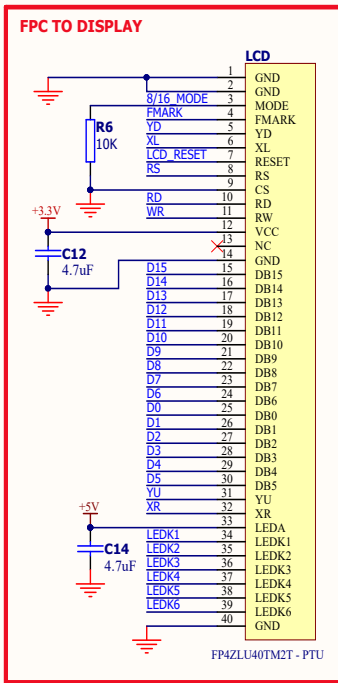 FPC TO DISPLAY
LCD
1 GND
2 GND
8/16_MODE 3 MODE
FMARK 4 FMARK
R6
10K
YD 5 YD
XL 6 XL
LCD_RESET 7 RESET
RS 8 RS
9 CS
RD 10 RD
WR 11 RW
+3.3V
12 VCC
13 NC
C12
4.7uF
14 GND
D15 15 DB15
D14 16 DB14
D13 17 DB13
D12 18 DB12
D11 19 DB11
D10 20 DB10
D9 21 DB9
D8 22 DB8
D7 23 DB7
D6 24 DB6
D0 25 DB0
D1 26 DB1
D2 27 DB2
D3 28 DB3
D4 29 DB4
D5 30 DB5
YU 31 YU
XR 32 XR
+5V
33 LEDA
LEDK1 34 LEDK1
C14
4.7uF
LEDK2 35 LEDK2
LEDK3 36 LEDK3
LEDK4 37 LEDK4
LEDK5 38 LEDK5
LEDK6 39 LEDK6
40 GND
FP4ZLU40TM2T - PTU